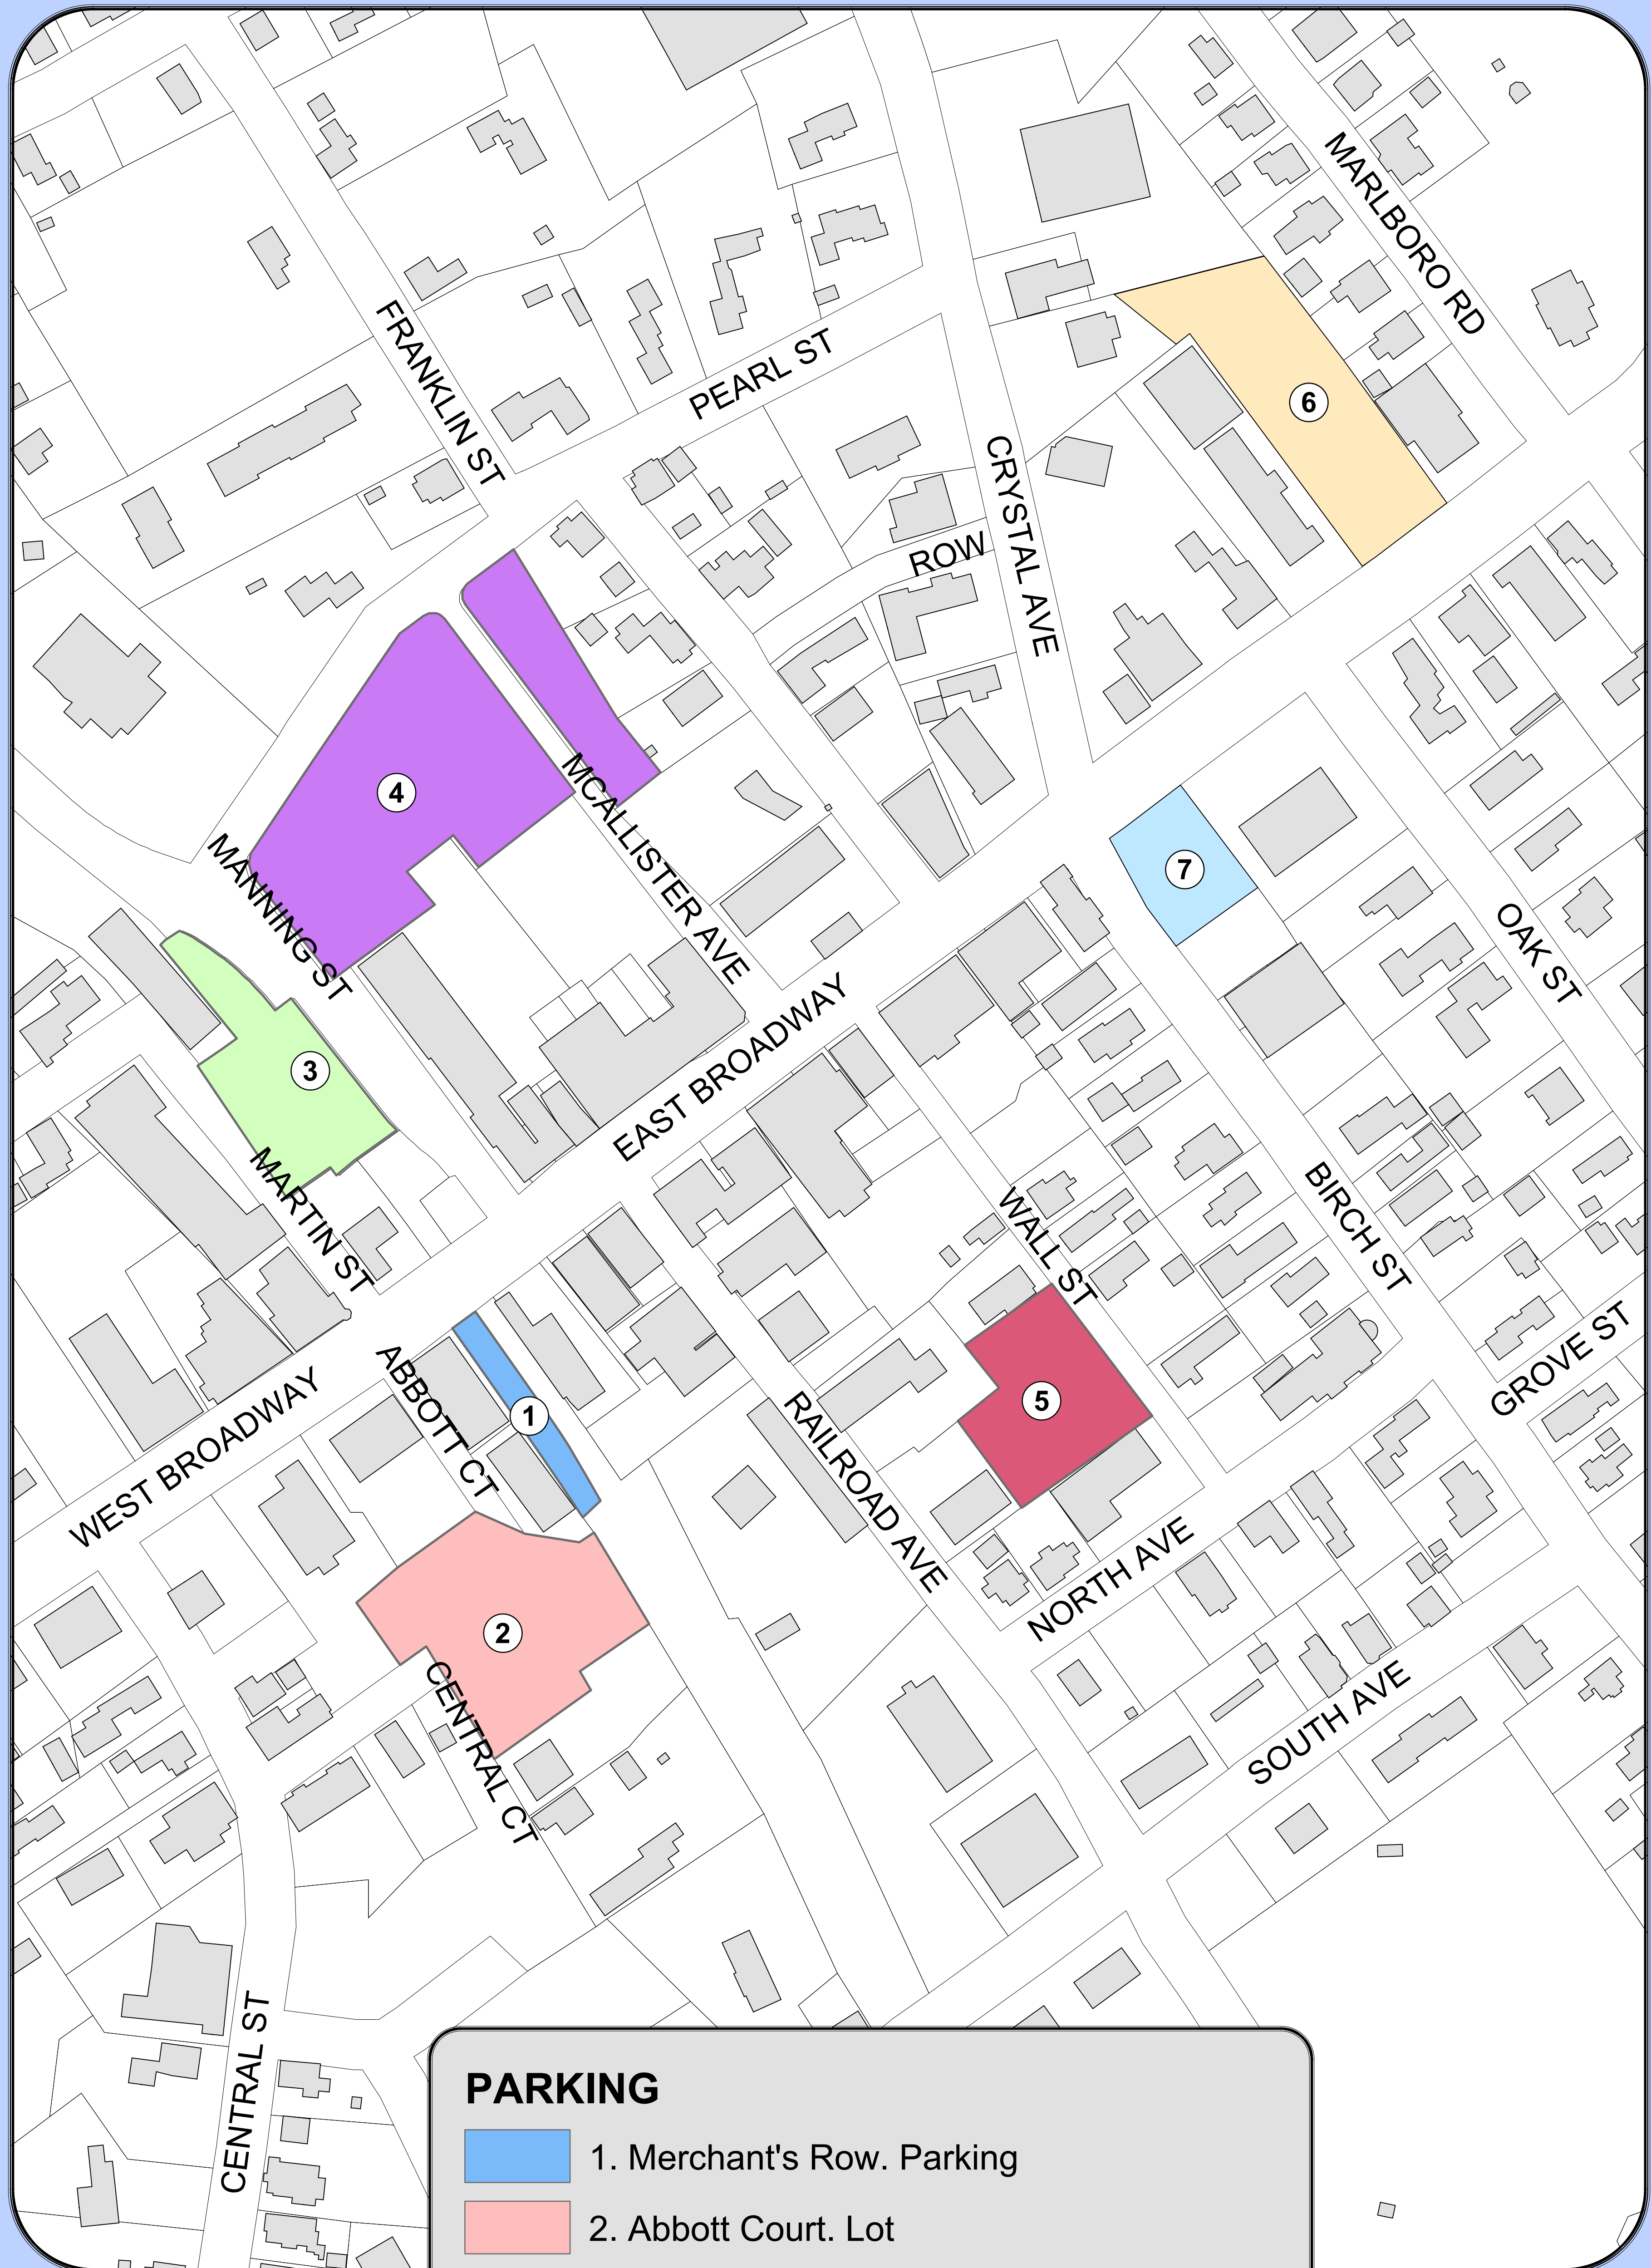 MARLBORO RD
FRANKLIN ST
PEARL ST
6
CRYSTAL AVE
ROW
4
MCALLISTER AVE
MANNING ST
7
OAK ST
3
EAST BROADWAY
MARTIN ST
WALL ST
BIRCH ST
GROVE ST
ABBOTT CT
1
5
WEST BROADWAY
RAILROAD AVE
NORTH AVE
2
CENTRAL CT
SOUTH AVE
CENTRAL ST
PARKING
1. Merchant's Row. Parking
2. Abbott Court. Lot